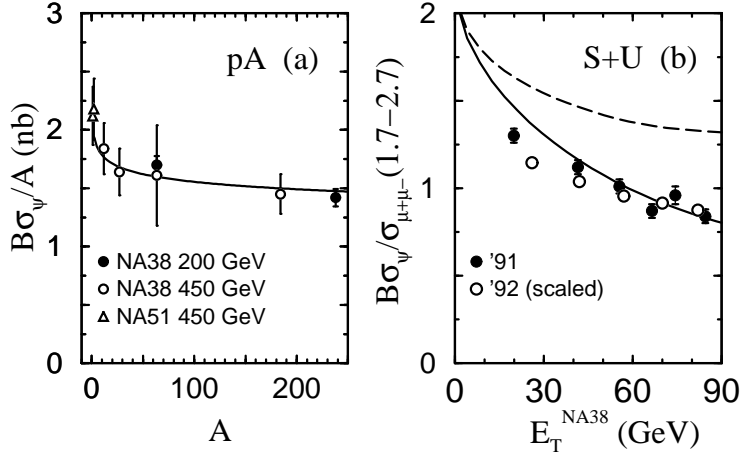 pA (a)
3
2
1
0
Bσψ/A (nb)
NA38 200 GeV
NA38 450 GeV
NA51 450 GeV
0 100 200
A
S+U (b)
2
1
0
Bσψ/σμ+μ−(1.7−2.7)
'91
'92 (scaled)
0 30 60 90
E_T^NA38 (GeV)